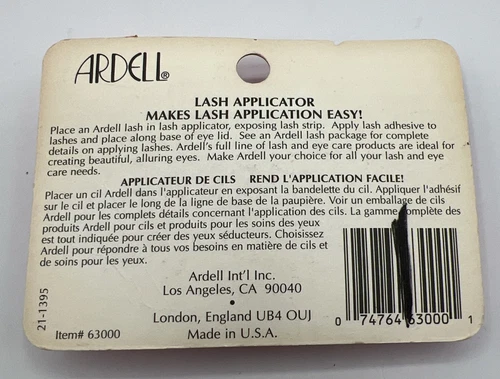 ARDELL®
LASH APPLICATOR
MAKES LASH APPLICATION EASY!
Place an Ardell lash in lash applicator, exposing lash strip. Apply lash adhesive to
lashes and place along base of eye lid. See an Ardell lash package for complete
details on applying lashes. Ardell's full line of lash and eye care products are ideal for
creating beautiful, alluring eyes. Make Ardell your choice for all your lash and eye
care needs.
APPLICATEUR DE CILS REND L'APPLICATION FACILE!
Placer un cil Ardell dans l'applicateur en exposant la bandelette du cil. Appliquer l'adhésif
sur le cil et placer le long de la ligne de base de la paupière. Voir un emballage de cils
Ardell pour les complets détails concernant l'application des cils. La gamme complète des
produits Ardell pour cils et produits pour les soins des yeux
est tout indiquée pour créer des yeux séducteurs. Choisissez
Ardell pour répondre à tous vos besoins en matière de cils et
de soins pour les yeux.
Ardell Int'l Inc.
Los Angeles, CA 90040
•
London, England UB4 OUJ
Made in U.S.A.
21-1395
Item# 63000
0 74764 63000 1